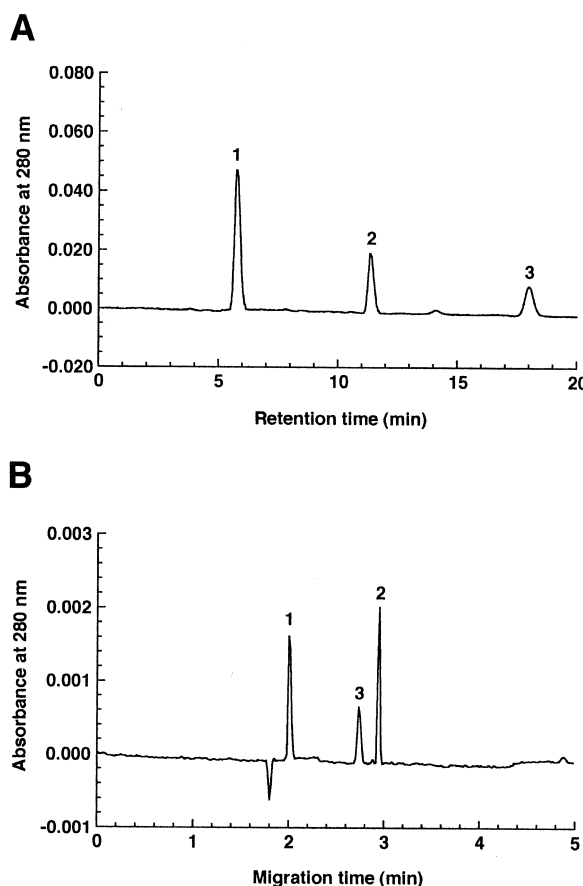 A
Absorbance at 280 nm
0.080
0.060
0.040
0.020
0.000
-0.020
1
2
3
0 5 10 15 20
Retention time (min)
B
Absorbance at 280 nm
0.003
0.002
0.001
0.000
-0.001
1
3
2
0 1 2 3 4 5
Migration time (min)